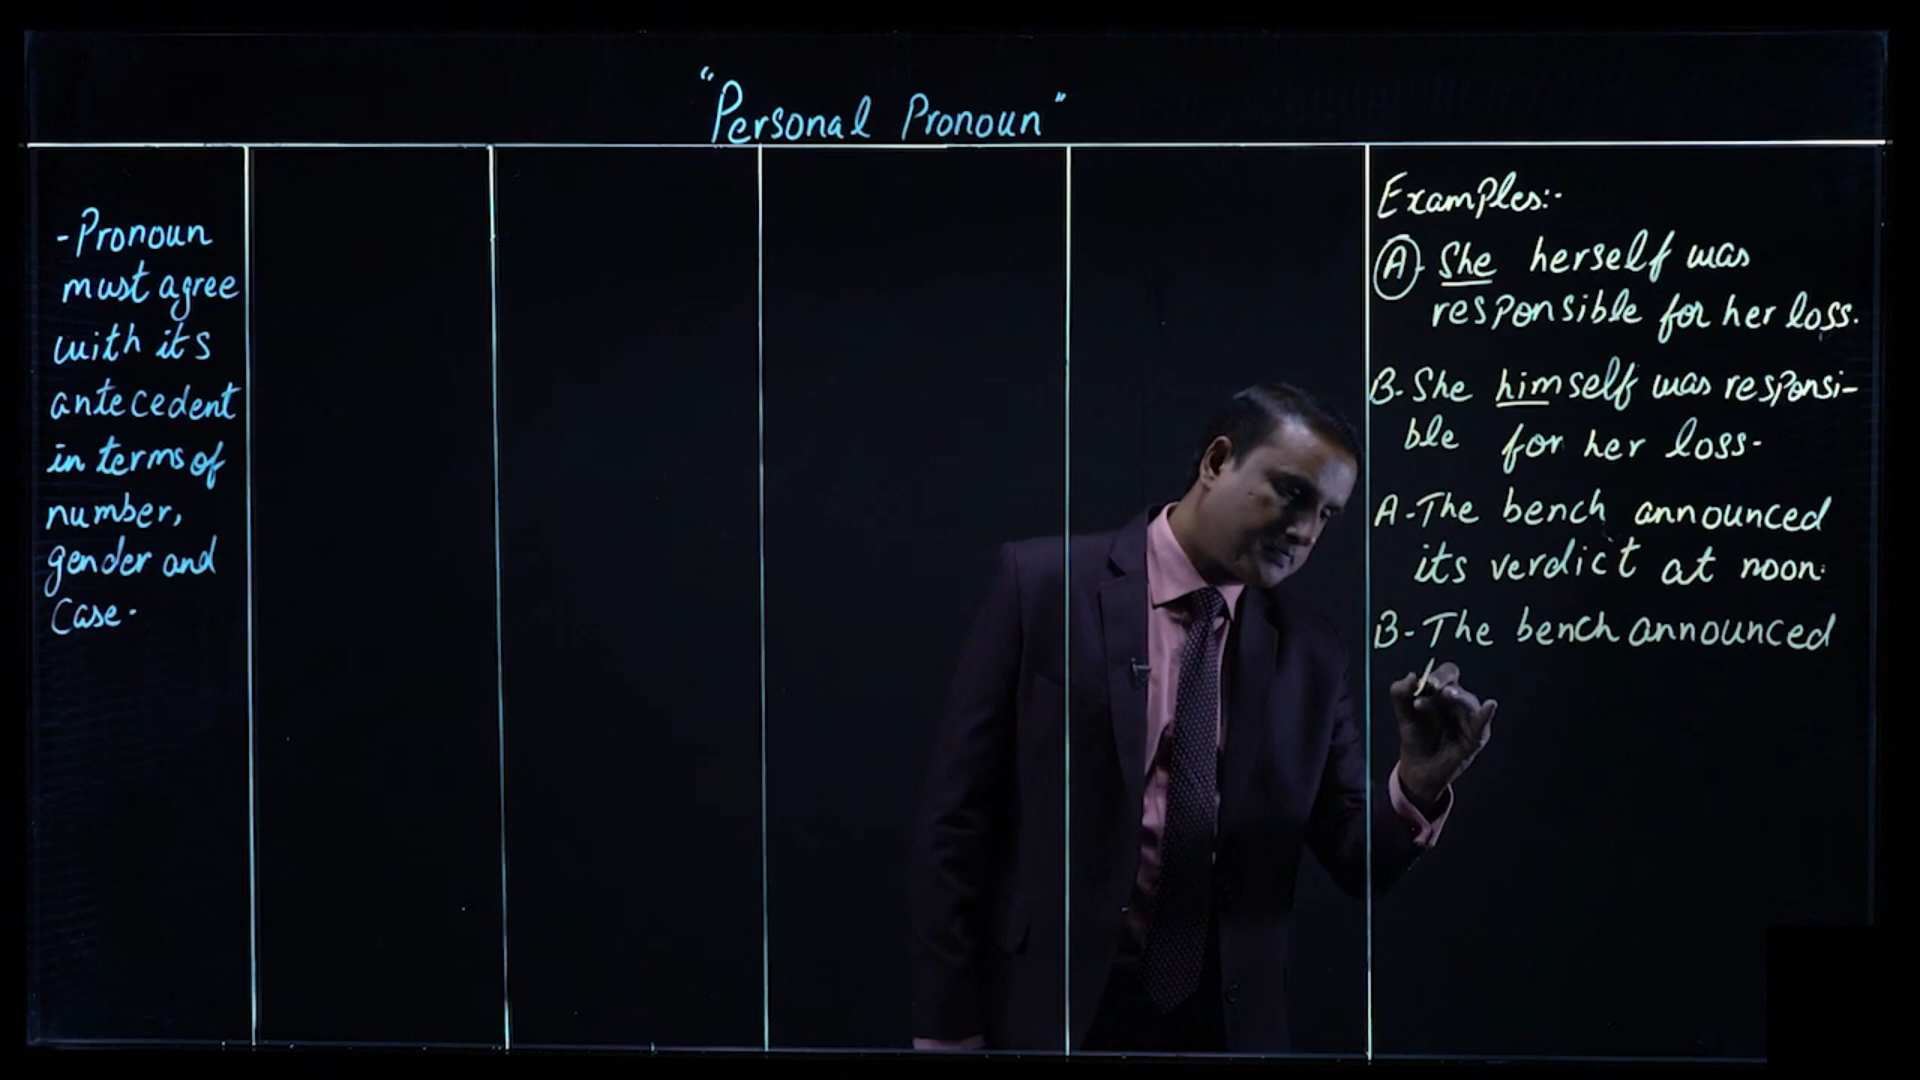 "Personal Pronoun"
-Pronoun
must agree
with its
antecedent
in terms of
number,
gender and
Case-
Examples:-
A- She herself was
responsible for her loss.
B- She himself was responsi-
ble for her loss-
A-The bench announced
its verdict at noon.
B-The bench announced